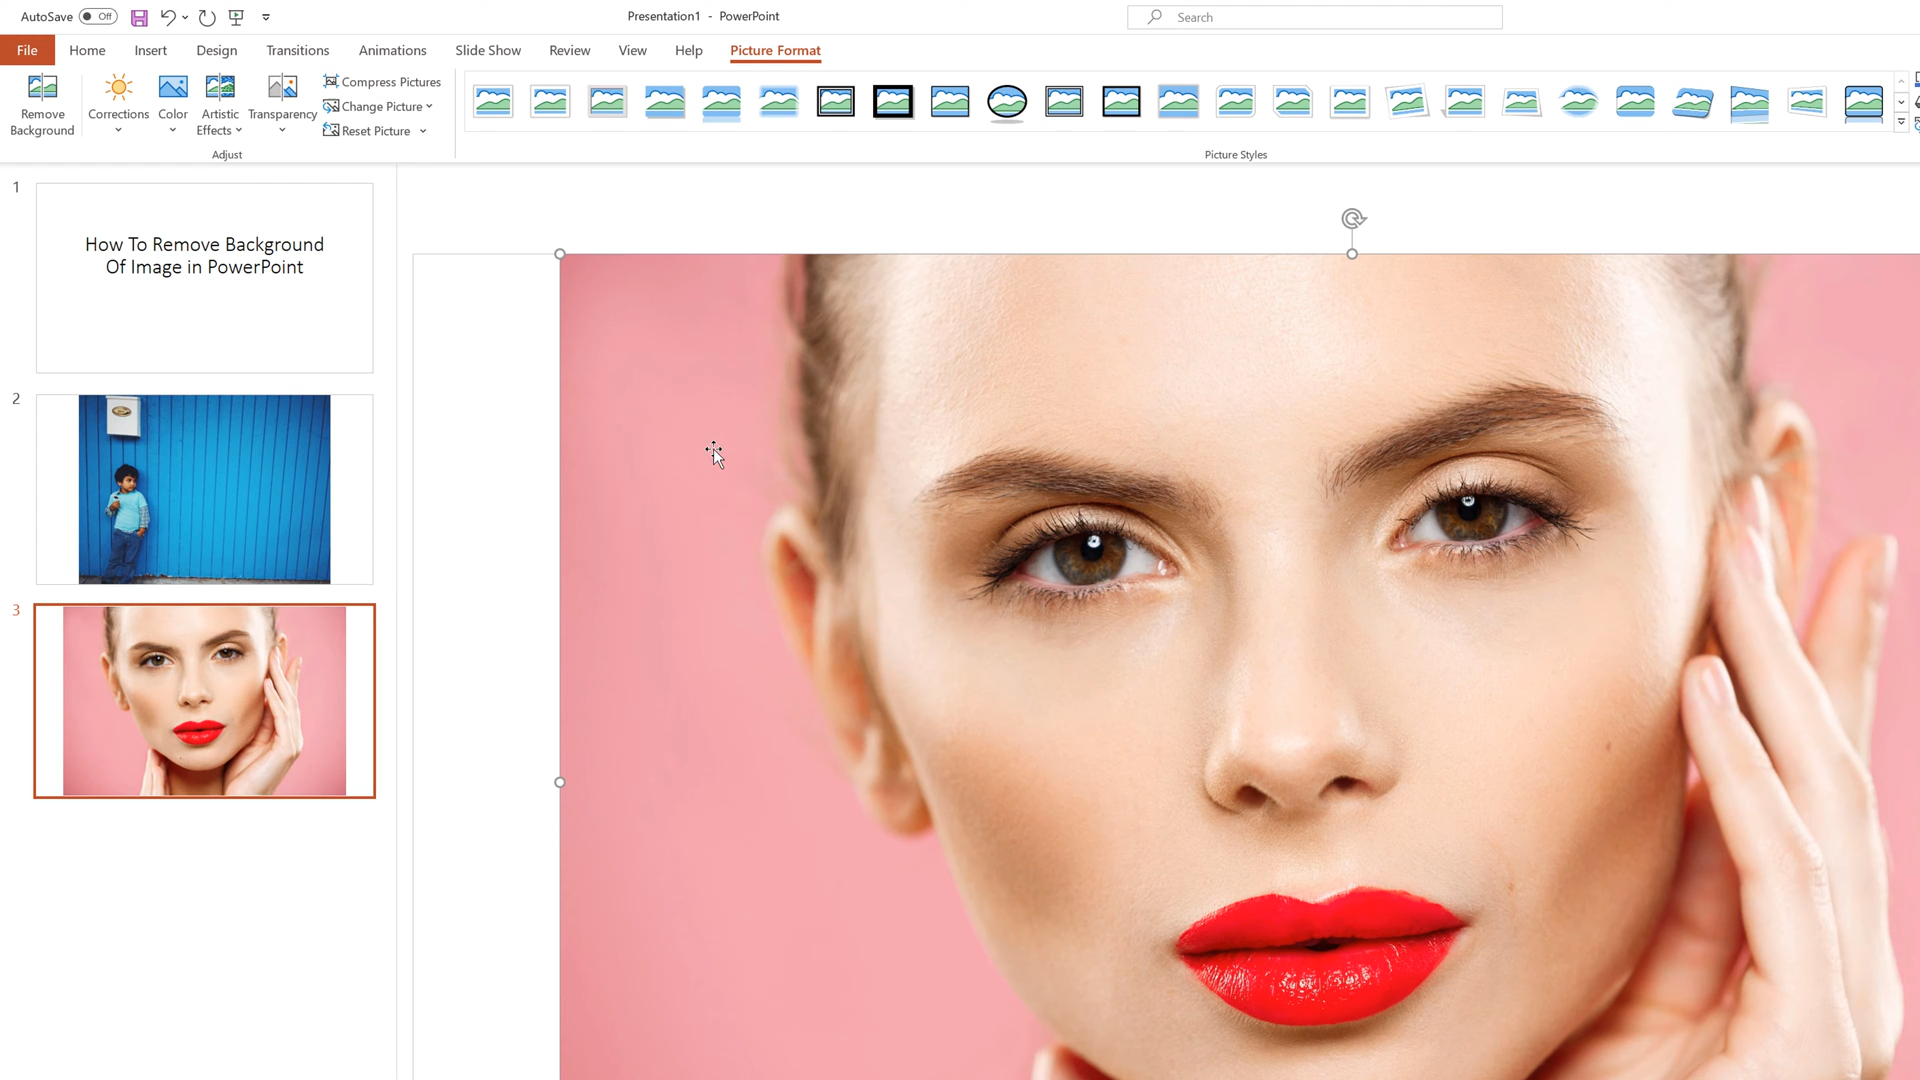 AutoSave Off
Presentation1 - PowerPoint
Search
File Home Insert Design Transitions Animations Slide Show Review View Help Picture Format
Remove Background
Corrections
Color
Artistic Effects
Transparency
Compress Pictures
Change Picture
Reset Picture
Adjust
Picture Styles
1
How To Remove Background
Of Image in PowerPoint
2
3